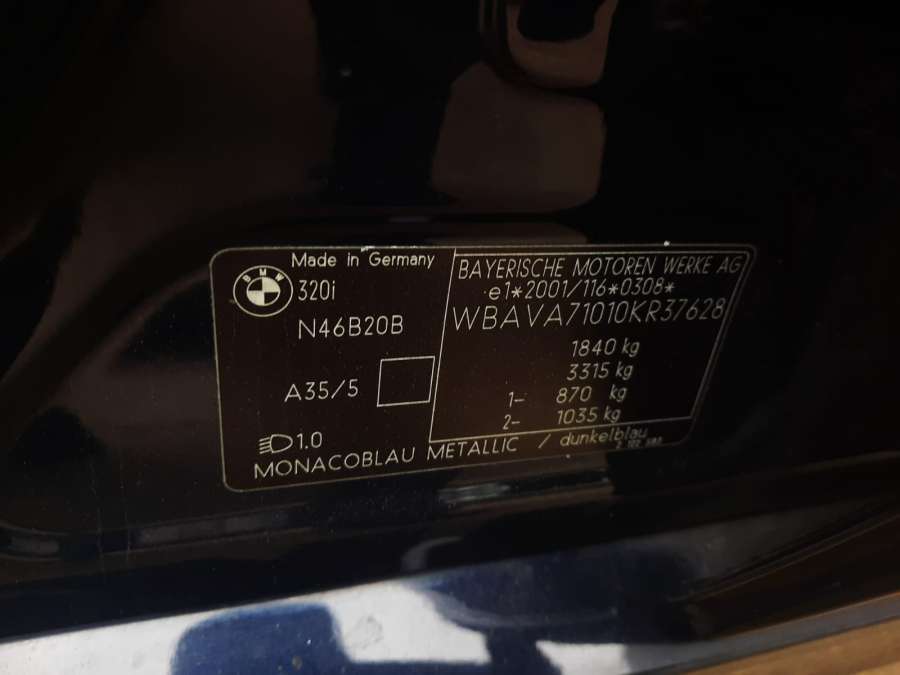 Made in Germany
BMW
320i
N46B20B
A35/5
1.0
BAYERISCHE MOTOREN WERKE AG
e1*2001/116*0308*
WBAVA71010KR37628
1840 kg
3315 kg
1- 870 kg
2- 1035 kg
MONACOBLAU METALLIC / dunkelblau